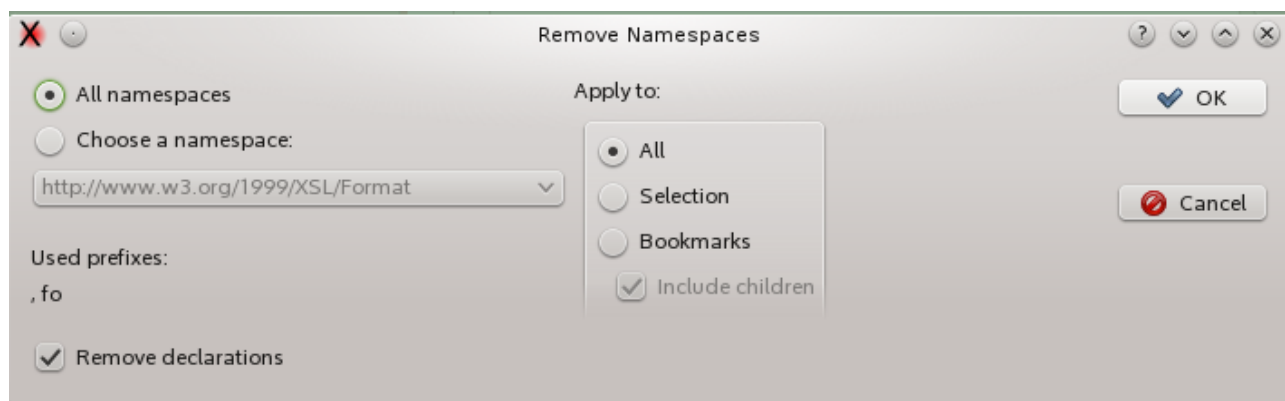 Remove Namespaces
All namespaces
Choose a namespace:
http://www.w3.org/1999/XSL/Format
Used prefixes:
, fo
Remove declarations
Apply to:
All
Selection
Bookmarks
Include children
OK
Cancel